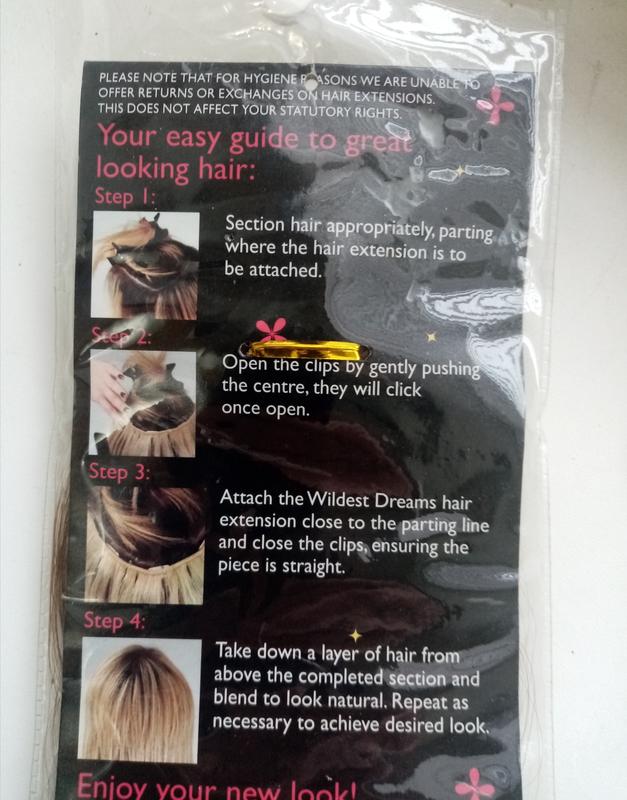 PLEASE NOTE THAT FOR HYGIENE REASONS WE ARE UNABLE TO
OFFER RETURNS OR EXCHANGES ON HAIR EXTENSIONS.
THIS DOES NOT AFFECT YOUR STATUTORY RIGHTS.
Your easy guide to great
looking hair:
Step 1:
Section hair appropriately, parting
where the hair extension is to
be attached.
Step 2:
Open the clips by gently pushing
the centre, they will click
once open.
Step 3:
Attach the Wildest Dreams hair
extension close to the parting line
and close the clips, ensuring the
piece is straight.
Step 4:
Take down a layer of hair from
above the completed section and
blend to look natural. Repeat as
necessary to achieve desired look.
Enjoy your new look!